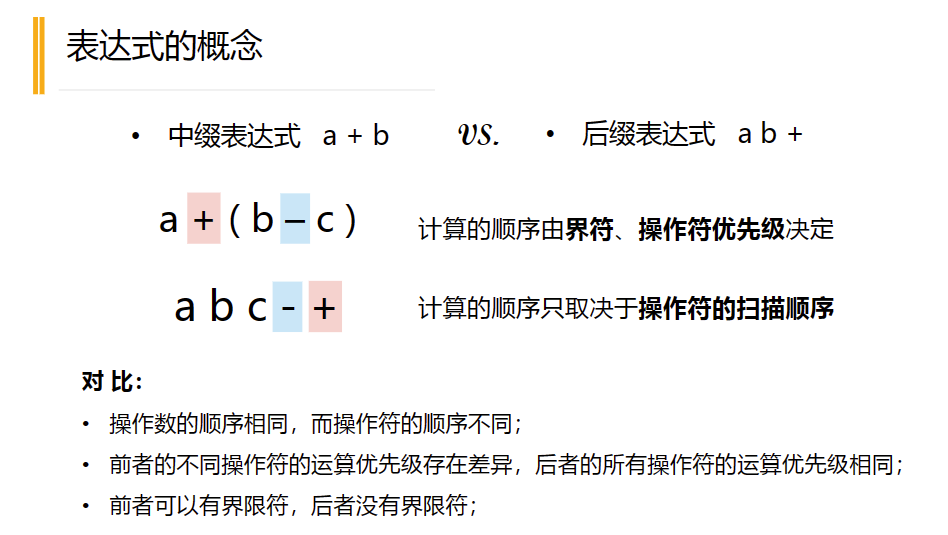 表达式的概念
• 中缀表达式 a + b vs. • 后缀表达式 a b +
a + ( b – c ) 计算的顺序由界符、操作符优先级决定
a b c - + 计算的顺序只取决于操作符的扫描顺序
对 比：
• 操作数的顺序相同，而操作符的顺序不同；
• 前者的不同操作符的运算优先级存在差异，后者的所有操作符的运算优先级相同；
• 前者可以有界限符，后者没有界限符；